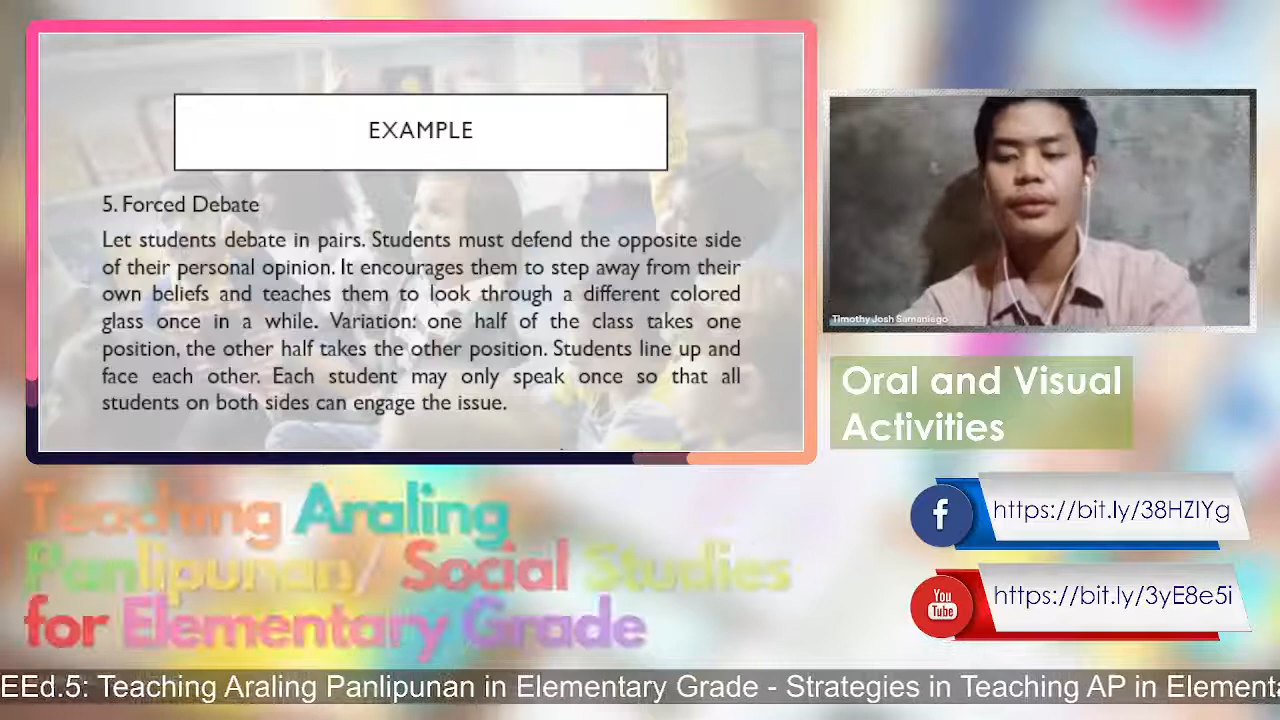 EXAMPLE
5. Forced Debate
Let students debate in pairs. Students must defend the opposite side
of their personal opinion. It encourages them to step away from their
own beliefs and teaches them to look through a different colored
glass once in a while. Variation: one half of the class takes one
position, the other half takes the other position. Students line up and
face each other. Each student may only speak once so that all
students on both sides can engage the issue.
Timothy Josh Samaniego
Oral and Visual
Activities
f https://bit.ly/38HZIYg
You
Tube
https://bit.ly/3yE8e5i
Teaching Araling
Panlipunan/ Social Studies
for Elementary Grade
EEd.5: Teaching Araling Panlipunan in Elementary Grade - Strategies in Teaching AP in Elementa